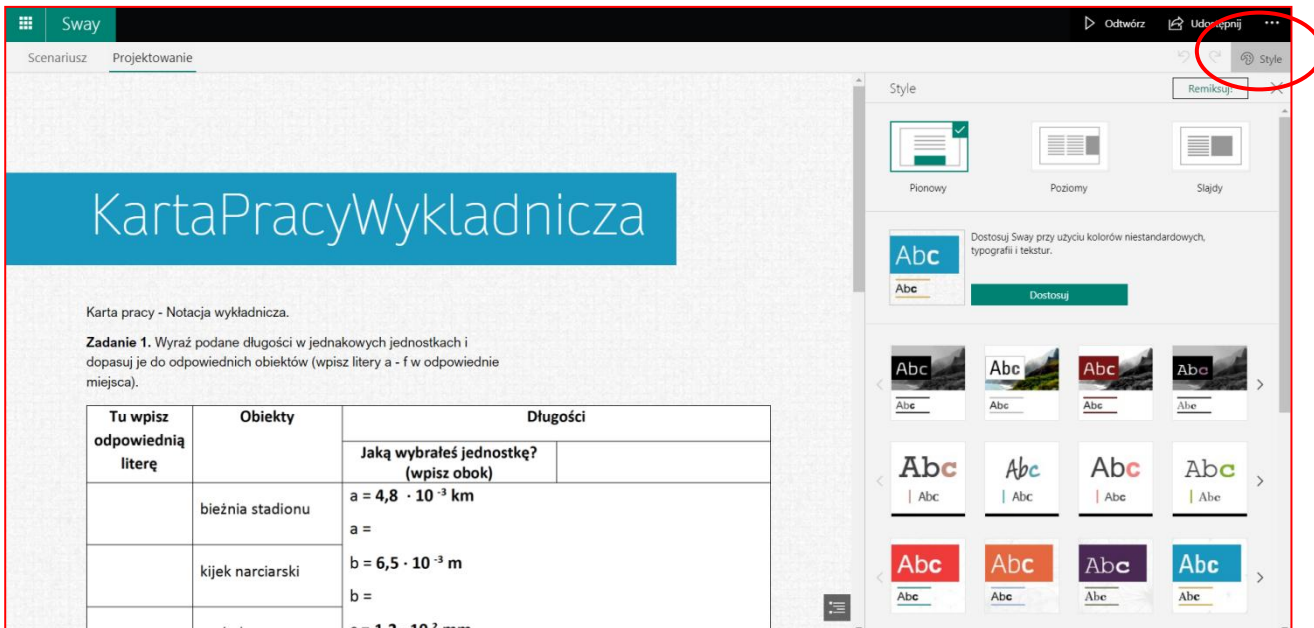 Sway
Odtwórz
Udostępnij
Scenariusz
Projektowanie
Style
Style
Remiksuj!
Pionowy
Poziomy
Slajdy
KartaPracyWykladnicza
Dostosuj Sway przy użyciu kolorów niestandardowych,
typografii i tekstur.
Abc
Abc
Dostosuj
Karta pracy - Notacja wykładnicza.
Zadanie 1. Wyraź podane długości w jednakowych jednostkach i
dopasuj je do odpowiednich obiektów (wpisz litery a - f w odpowiednie
miejsca).
Tu wpisz
odpowiednią
literę
Obiekty
Długości
Jaką wybrałeś jednostkę?
(wpisz obok)
bieżnia stadionu
a = 4,8 · 10 ⁻³ km
a =
kijek narciarski
b = 6,5 · 10 ⁻³ m
b =
Abc Abc Abc Abc
Abc Abc Abc Abc
Abc Abc Abc Abc
Abc Abc Abc Abc
Abc Abc Abc Abc
Abc Abc Abc Abc